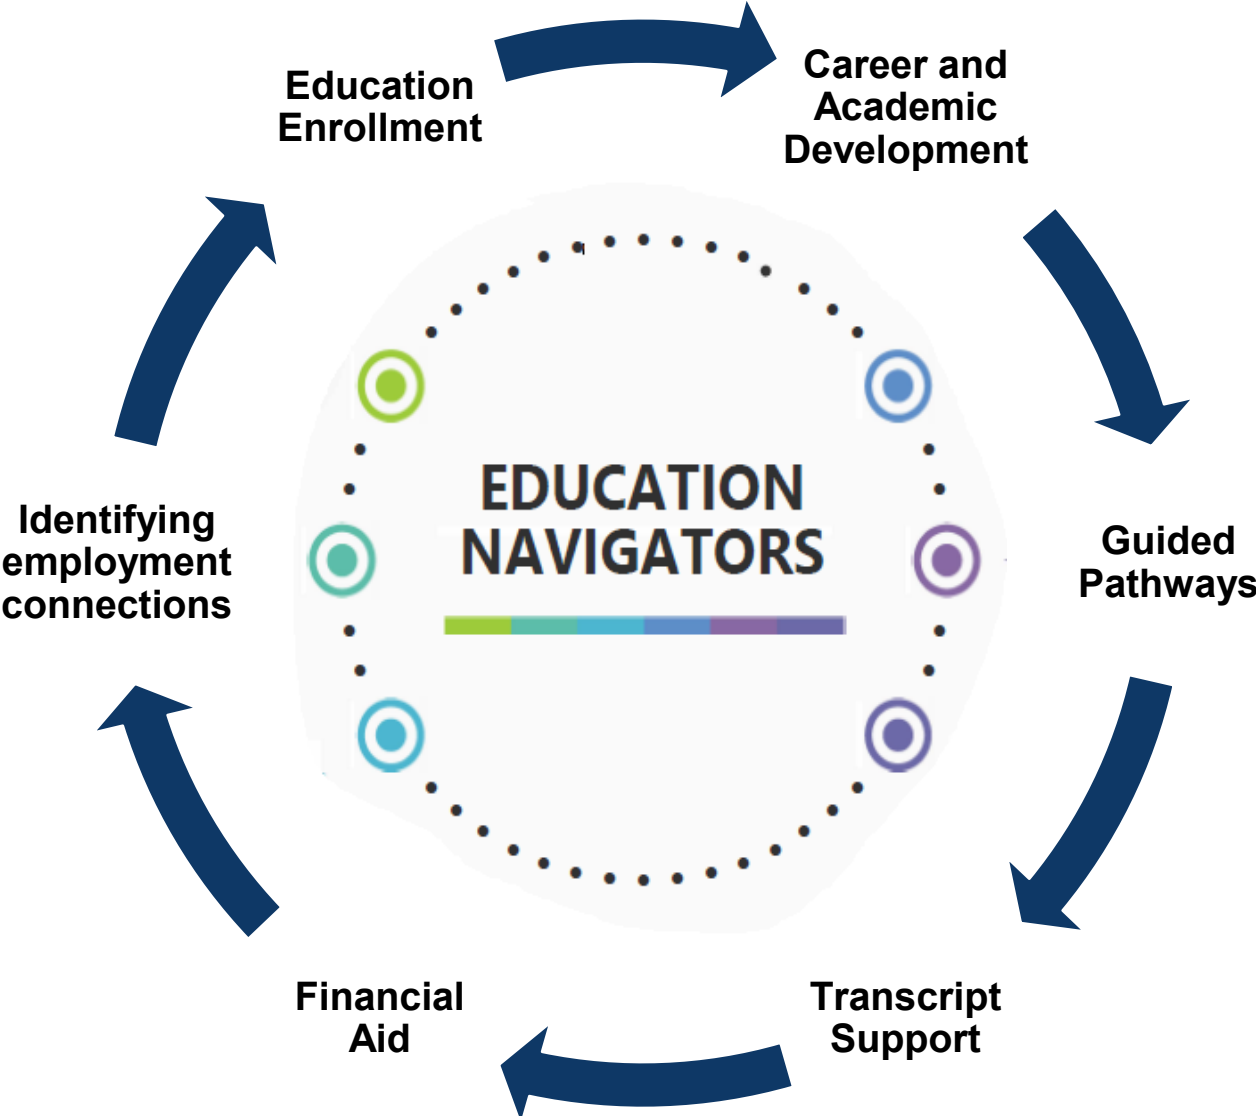 Education
Enrollment
Career and
Academic
Development
Guided
Pathways
Transcript
Support
Financial
Aid
Identifying
employment
connections
EDUCATION
NAVIGATORS